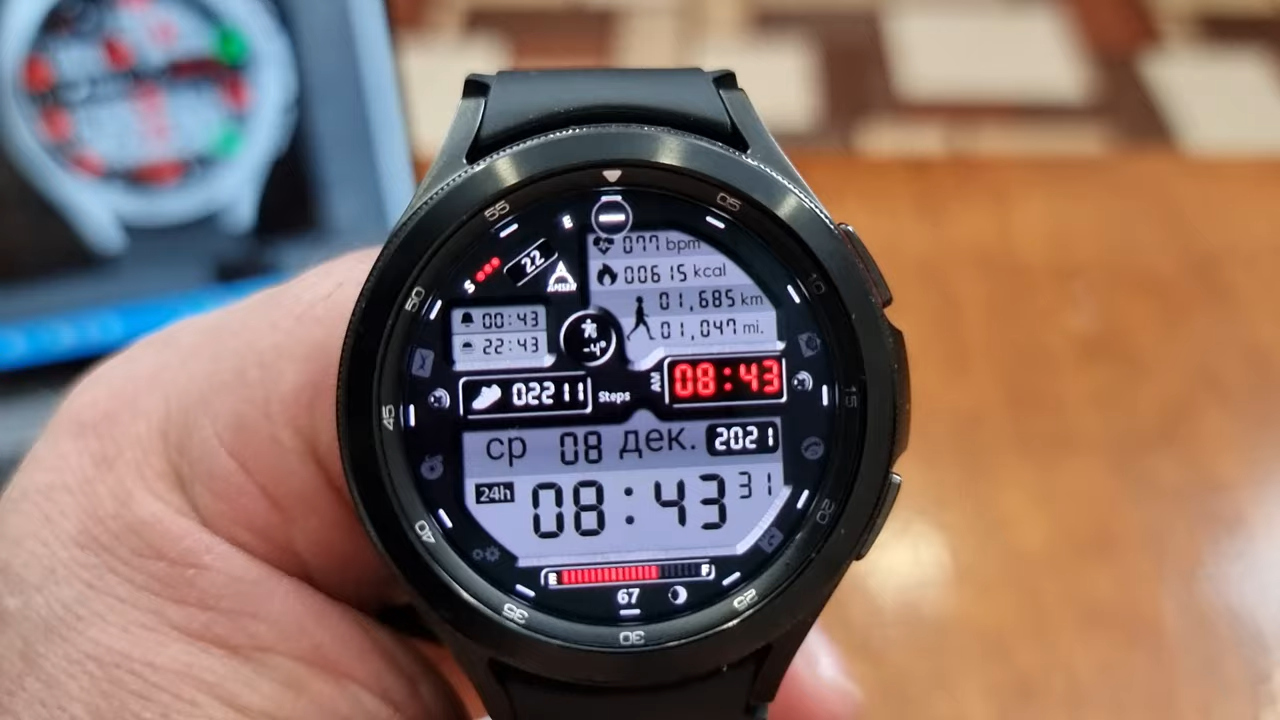 55
05
E
077 bpm
S
22
AMSER
00615 kcal
50
10
01,685 km
00:43
01,047 mi.
22:43
-4°
AM
08:43
02211
Steps
45
15
ср 08 дек. 2021
24h
08:43 31
40
20
E
F
67
35
25
30